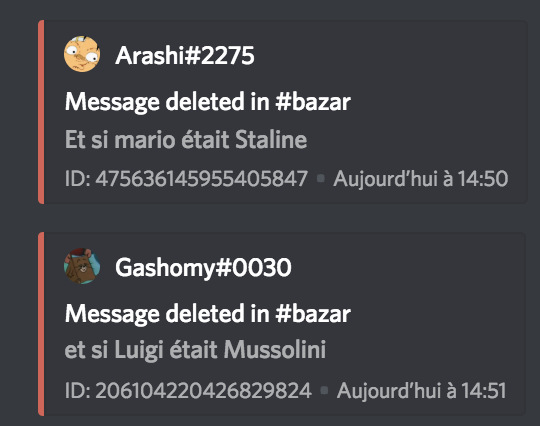 Arashi#2275
Message deleted in #bazar
Et si mario était Staline
ID: 475636145955405847 • Aujourd’hui à 14:50
Gashomy#0030
Message deleted in #bazar
et si Luigi était Mussolini
ID: 206104220426829824 • Aujourd’hui à 14:51